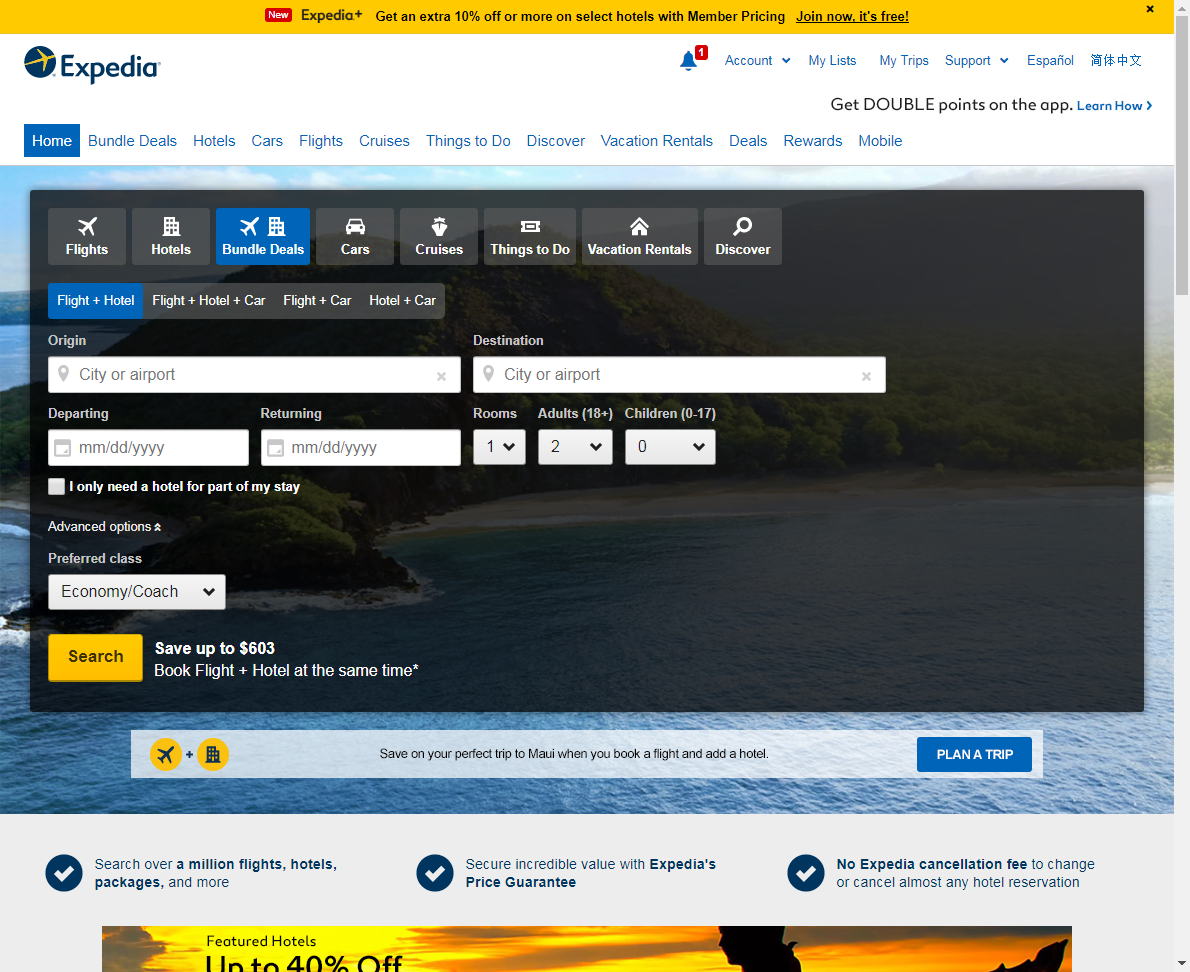 New Expedia+ Get an extra 10% off or more on select hotels with Member Pricing Join now, it's free! ×
Expedia
1 Account My Lists My Trips Support Español 简体中文
Get DOUBLE points on the app. Learn How ›
Home Bundle Deals Hotels Cars Flights Cruises Things to Do Discover Vacation Rentals Deals Rewards Mobile
Flights Hotels Bundle Deals Cars Cruises Things to Do Vacation Rentals Discover
Flight + Hotel Flight + Hotel + Car Flight + Car Hotel + Car
Origin Destination
City or airport × City or airport ×
Departing Returning Rooms Adults (18+) Children (0-17)
mm/dd/yyyy mm/dd/yyyy 1 2 0
I only need a hotel for part of my stay
Advanced options
Preferred class
Economy/Coach
Search Save up to $603
Book Flight + Hotel at the same time*
+ Save on your perfect trip to Maui when you book a flight and add a hotel. PLAN A TRIP
Search over a million flights, hotels,
packages, and more
Secure incredible value with Expedia's
Price Guarantee
No Expedia cancellation fee to change
or cancel almost any hotel reservation
Featured Hotels
Up to 40% Off